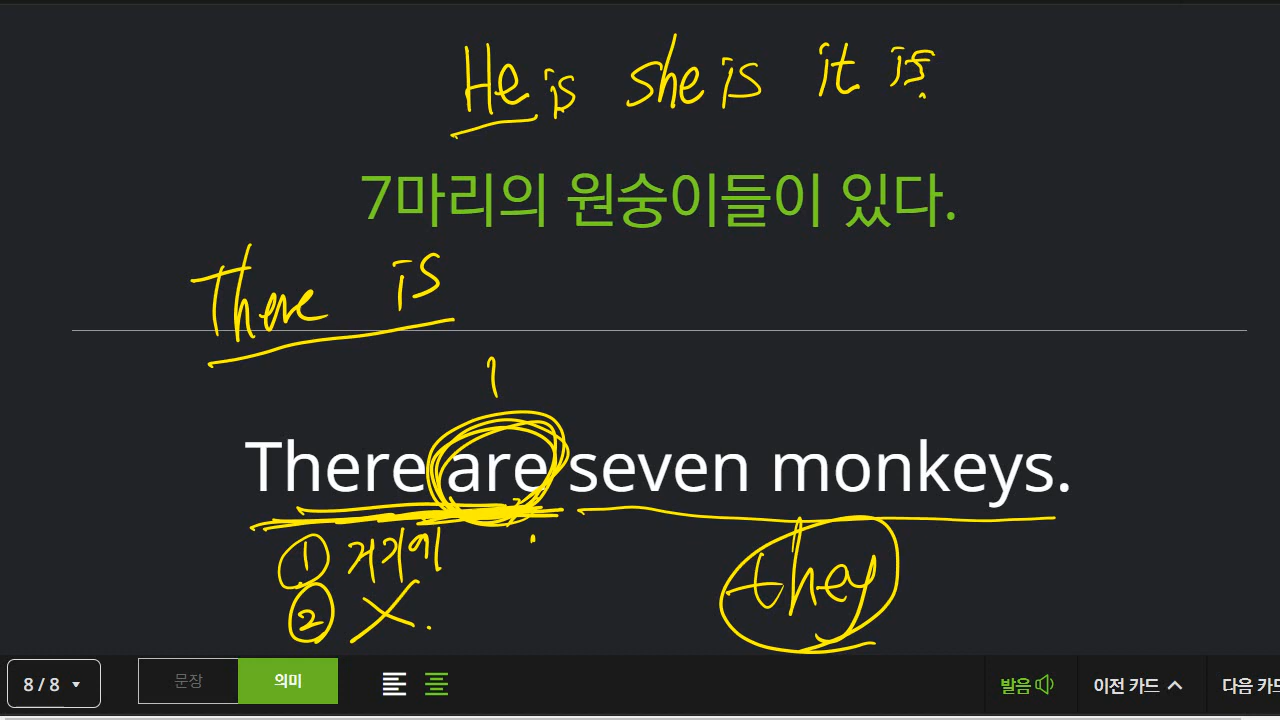 He is she is it is
7마리의 원숭이들이 있다.
There is
There are seven monkeys.
① 거기에
② X.
they
8 / 8
문장
의미
발음
이전 카드
다음 카드